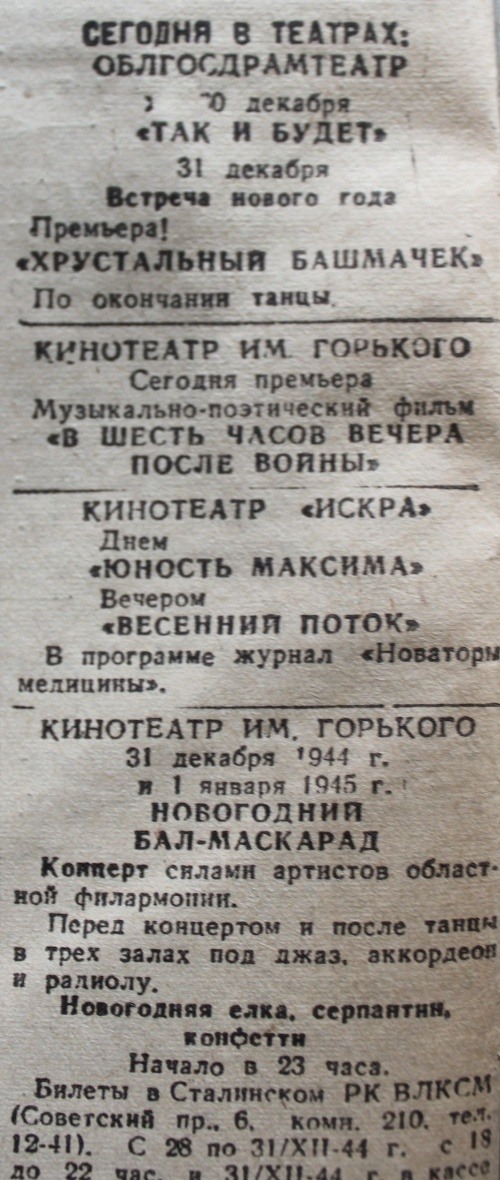 СЕГОДНЯ В ТЕАТРАХ:
ОБЛГОСДРАМТЕАТР
декабря
«ТАК И БУДЕТ»
31 декабря
Встреча нового года
Премьера!
«ХРУСТАЛЬНЫЙ БАШМАЧЕК»
По окончании танцы.
КИНОТЕАТР ИМ. ГОРЬКОГО
Сегодня премьера
Музыкально-поэтический фильм
«В ШЕСТЬ ЧАСОВ ВЕЧЕРА
ПОСЛЕ ВОЙНЫ»
КИНОТЕАТР «ИСКРА»
Днем
«ЮНОСТЬ МАКСИМА»
Вечером
«ВЕСЕННИЙ ПОТОК»
В программе журнал «Новаторы
медицины».
КИНОТЕАТР ИМ. ГОРЬКОГО
31 декабря 1944 г.
и 1 января 1945 г.
НОВОГОДНИЙ
БАЛ-МАСКАРАД
Концерт силами артистов област-
ной филармонии.
Перед концертом и после танцы
в трех залах под джаз, аккордеон
и радиолу.
Новогодняя елка, серпантин,
конфетти
Начало в 23 часа.
Билеты в Сталинском РК ВЛКСМ
(Советский пр., 6, комн. 210, тел.
12-41). С 28 по 31/XII-44 г. с 18
до 22 час. и 31/XII-44 г. в кассе